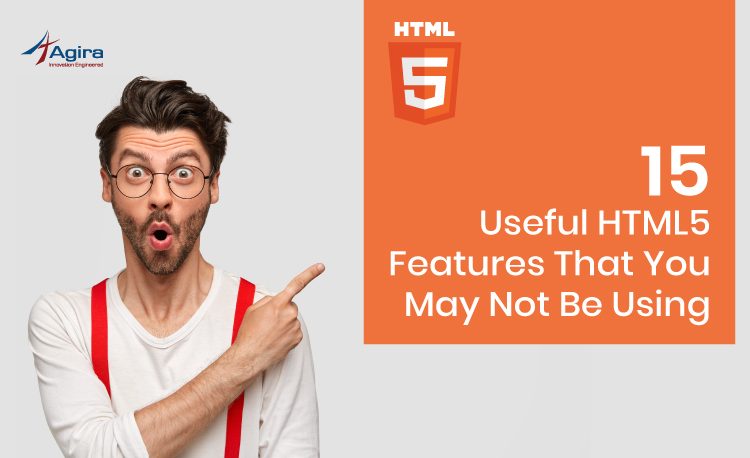 Agira
Innovation Engineered
HTML
5
15
Useful HTML5
Features That You
May Not Be Using